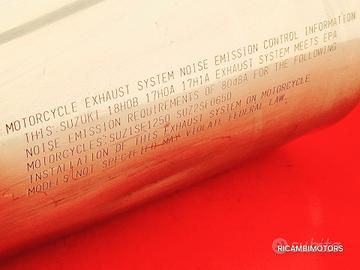 MOTORCYCLE EXHAUST SYSTEM NOISE EMISSION CONTROL INFORMATION
THIS SUZUKI 18H0B 17H0A 17H1A EXHAUST SYSTEM MEETS EPA
NOISE EMISSION REQUIREMENTS OF 80dBA FOR THE FOLLOWING
MOTORCYCLES:SUZ1SE1250 SUZ2SF0650
INSTALLATION OF THIS EXHAUST SYSTEM ON MOTORCYCLE
MODELS NOT SPECIFIED MAY VIOLATE FEDERAL LAW.
subito
RICAMBIMOTORS